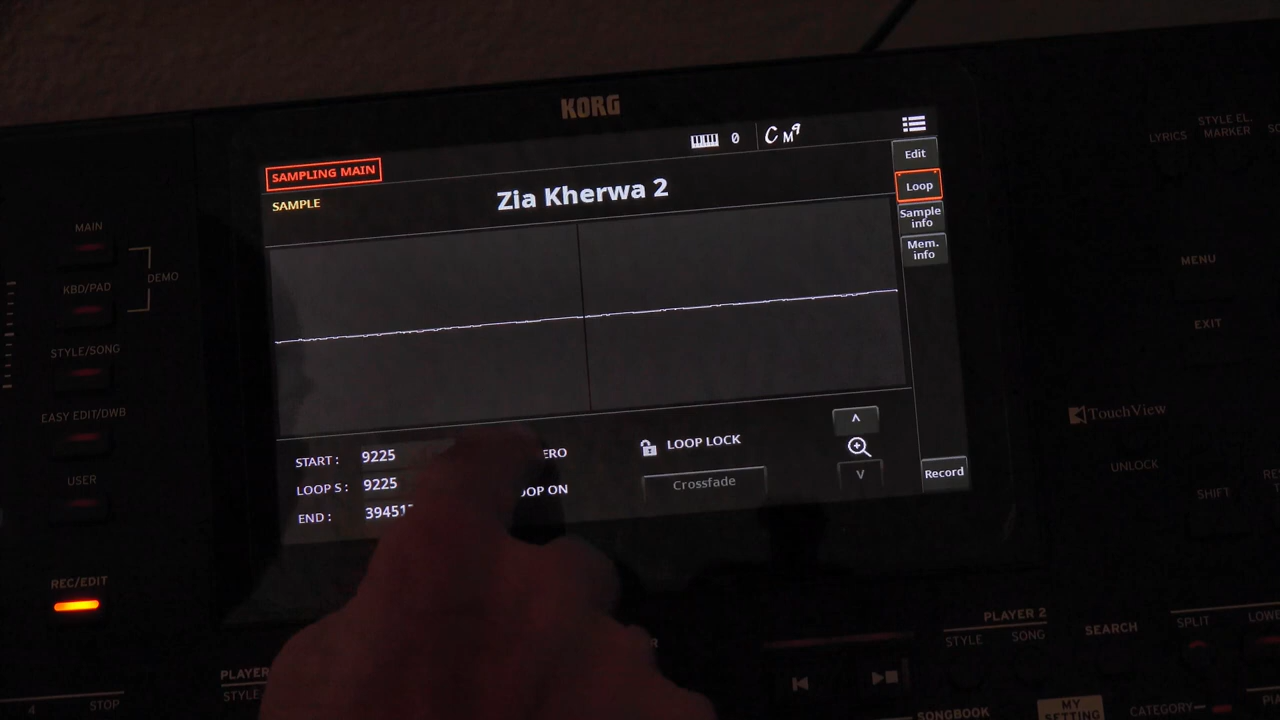 KORG
STYLE EL.
LYRICS MARKER
0 CM9
SAMPLING MAIN
Edit
SAMPLE
Zia Kherwa 2
Loop
Sample
info
Mem.
info
MAIN
DEMO
KBD/PAD
STYLE/SONG
EASY EDIT/DWB
USER
REC/EDIT
MENU
EXIT
TouchView
UNLOCK
SHIFT
START : 9225
LOOP LOCK
LOOP S : 9225
Crossfade
END :
Record
PLAYER 2
STYLE SONG
SEARCH
SPLIT
PLAYER
STYLE
4 STOP
SONGBOOK
MY
SETTING
CATEGORY